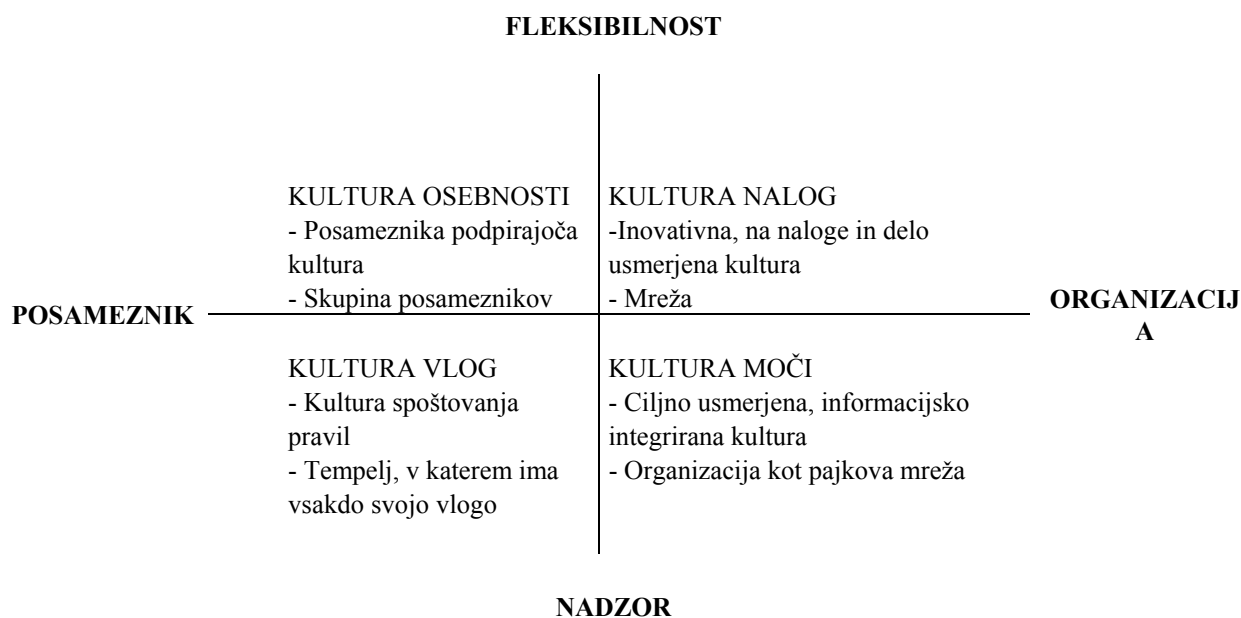 FLEKSIBILNOST
KULTURA OSEBNOSTI
- Posameznika podpirajoča
kultura
- Skupina posameznikov
KULTURA NALOG
-Inovativna, na naloge in delo
usmerjena kultura
- Mreža
POSAMEZNIK
ORGANIZACIJ
A
KULTURA VLOG
- Kultura spoštovanja
pravil
- Tempelj, v katerem ima
vsakdo svojo vlogo
KULTURA MOČI
- Ciljno usmerjena, informacijsko
integrirana kultura
- Organizacija kot pajkova mreža
NADZOR